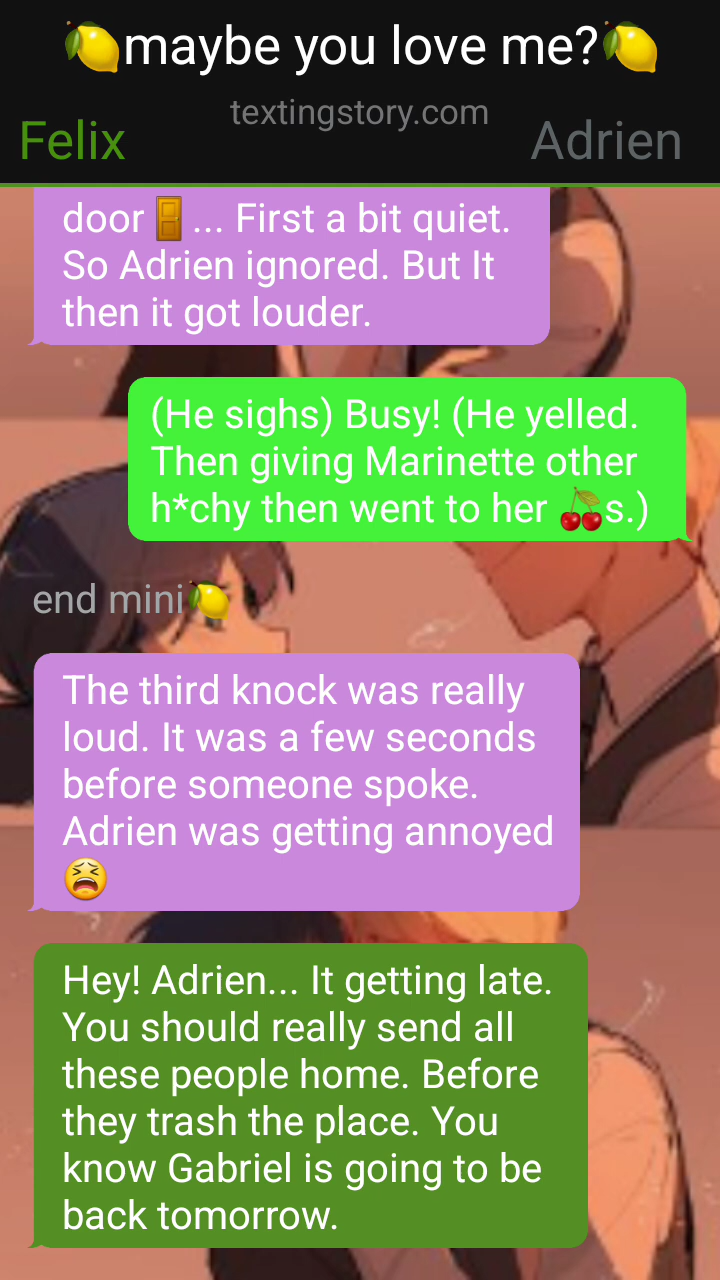 🍋maybe you love me?🍋
textingstory.com
Felix
Adrien
door🚪... First a bit quiet.
So Adrien ignored. But It
then it got louder.
(He sighs) Busy! (He yelled.
Then giving Marinette other
h*chy then went to her 🍒s.)
end mini🍋
The third knock was really
loud. It was a few seconds
before someone spoke.
Adrien was getting annoyed
😫
Hey! Adrien... It getting late.
You should really send all
these people home. Before
they trash the place. You
know Gabriel is going to be
back tomorrow.